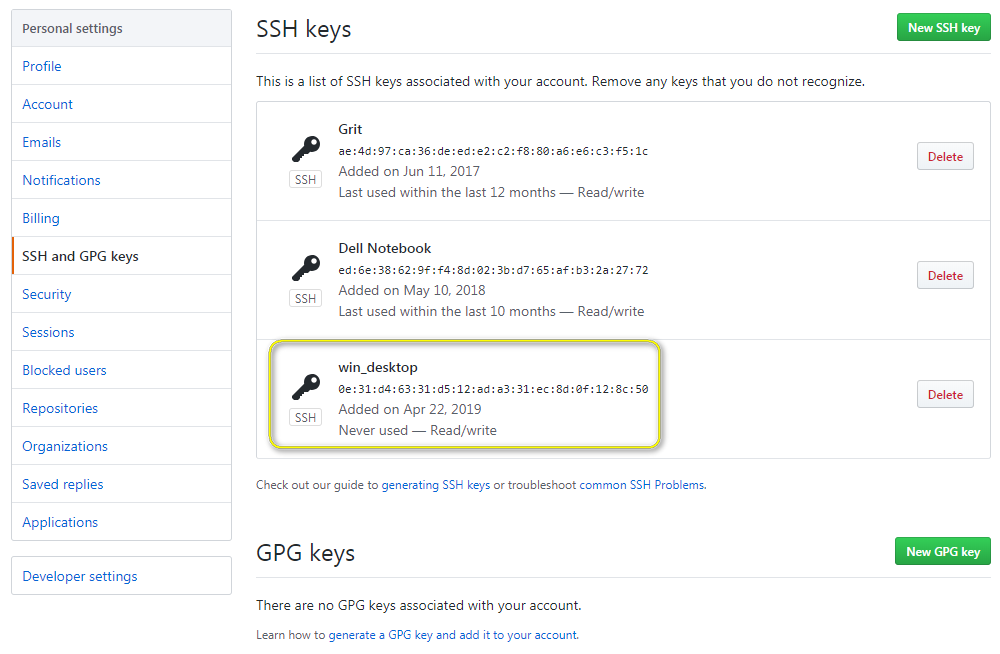 Personal settings
Profile
Account
Emails
Notifications
Billing
SSH and GPG keys
Security
Sessions
Blocked users
Repositories
Organizations
Saved replies
Applications
Developer settings
SSH keys
New SSH key
This is a list of SSH keys associated with your account. Remove any keys that you do not recognize.
Grit
ae:4d:97:ca:36:de:ed:e2:c2:f8:80:a6:e6:c3:f5:1c
Added on Jun 11, 2017
Last used within the last 12 months — Read/write
SSH
Delete
Dell Notebook
ed:6e:38:62:9f:f4:8d:02:3b:d7:65:af:b3:2a:27:72
Added on May 10, 2018
Last used within the last 10 months — Read/write
SSH
Delete
win_desktop
0e:31:d4:63:31:d5:12:ad:a3:31:ec:8d:0f:12:8c:50
Added on Apr 22, 2019
Never used — Read/write
SSH
Delete
Check out our guide to generating SSH keys or troubleshoot common SSH Problems.
GPG keys
New GPG key
There are no GPG keys associated with your account.
Learn how to generate a GPG key and add it to your account.